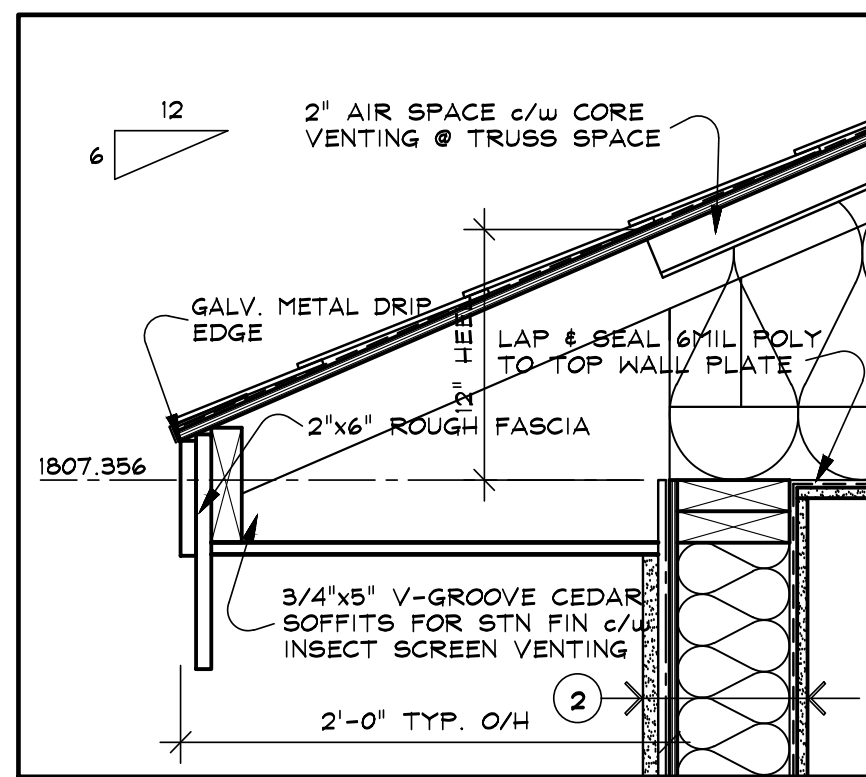 12
6
2" AIR SPACE c/w CORE
VENTING @ TRUSS SPACE
GALV. METAL DRIP
EDGE
12" HEEL
LAP & SEAL 6MIL POLY
TO TOP WALL PLATE
2"x6" ROUGH FASCIA
1807.356
3/4"x5" V-GROOVE CEDAR
SOFFITS FOR STN FIN c/w
INSECT SCREEN VENTING
2
2'-0" TYP. O/H